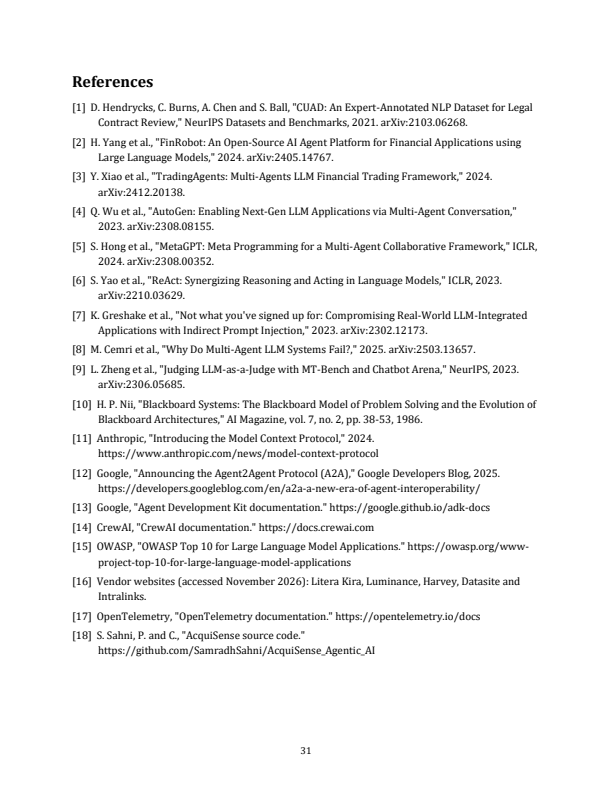 References
[1] D. Hendrycks, C. Burns, A. Chen and S. Ball, "CUAD: An Expert-Annotated NLP Dataset for Legal
Contract Review," NeurIPS Datasets and Benchmarks, 2021. arXiv:2103.06268.
[2] H. Yang et al., "FinRobot: An Open-Source AI Agent Platform for Financial Applications using
Large Language Models," 2024. arXiv:2405.14767.
[3] Y. Xiao et al., "TradingAgents: Multi-Agents LLM Financial Trading Framework," 2024.
arXiv:2412.20138.
[4] Q. Wu et al., "AutoGen: Enabling Next-Gen LLM Applications via Multi-Agent Conversation,"
2023. arXiv:2308.08155.
[5] S. Hong et al., "MetaGPT: Meta Programming for a Multi-Agent Collaborative Framework," ICLR,
2024. arXiv:2308.00352.
[6] S. Yao et al., "ReAct: Synergizing Reasoning and Acting in Language Models," ICLR, 2023.
arXiv:2210.03629.
[7] K. Greshake et al., "Not what you've signed up for: Compromising Real-World LLM-Integrated
Applications with Indirect Prompt Injection," 2023. arXiv:2302.12173.
[8] M. Cemri et al., "Why Do Multi-Agent LLM Systems Fail?," 2025. arXiv:2503.13657.
[9] L. Zheng et al., "Judging LLM-as-a-Judge with MT-Bench and Chatbot Arena," NeurIPS, 2023.
arXiv:2306.05685.
[10] H. P. Nii, "Blackboard Systems: The Blackboard Model of Problem Solving and the Evolution of
Blackboard Architectures," AI Magazine, vol. 7, no. 2, pp. 38-53, 1986.
[11] Anthropic, "Introducing the Model Context Protocol," 2024.
https://www.anthropic.com/news/model-context-protocol
[12] Google, "Announcing the Agent2Agent Protocol (A2A)," Google Developers Blog, 2025.
https://developers.googleblog.com/en/a2a-a-new-era-of-agent-interoperability/
[13] Google, "Agent Development Kit documentation." https://google.github.io/adk-docs
[14] CrewAI, "CrewAI documentation." https://docs.crewai.com
[15] OWASP, "OWASP Top 10 for Large Language Model Applications." https://owasp.org/www-
project-top-10-for-large-language-model-applications
[16] Vendor websites (accessed November 2026): Litera Kira, Luminance, Harvey, Datasite and
Intralinks.
[17] OpenTelemetry, "OpenTelemetry documentation." https://opentelemetry.io/docs
[18] S. Sahni, P. and C., "AcquiSense source code."
https://github.com/SamradhSahni/AcquiSense_Agentic_AI
31